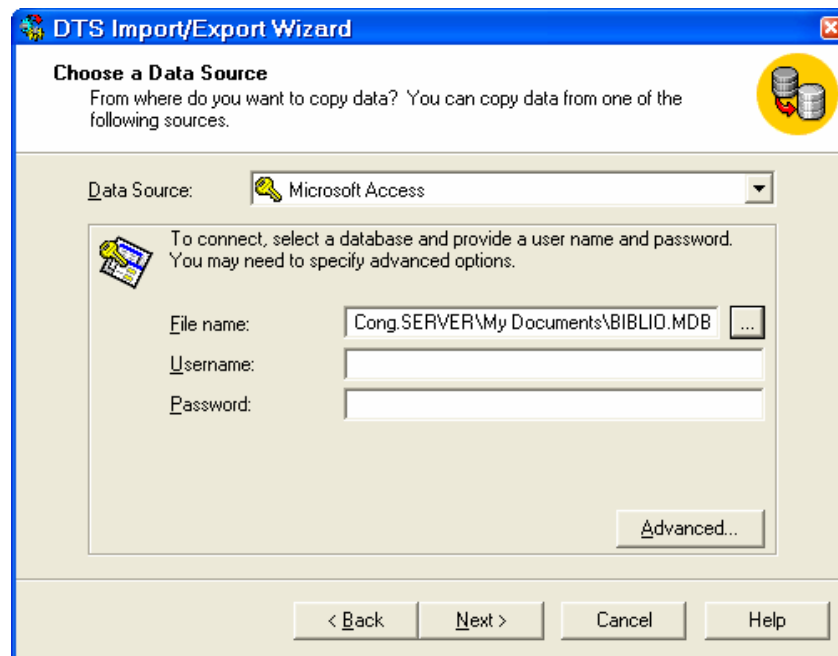 DTS Import/Export Wizard
Choose a Data Source
From where do you want to copy data? You can copy data from one of the
following sources.
Data Source:
Microsoft Access
To connect, select a database and provide a user name and password.
You may need to specify advanced options.
File name:
Cong.SERVER\My Documents\BIBLIO.MDB
...
Username:
Password:
Advanced...
< Back
Next >
Cancel
Help